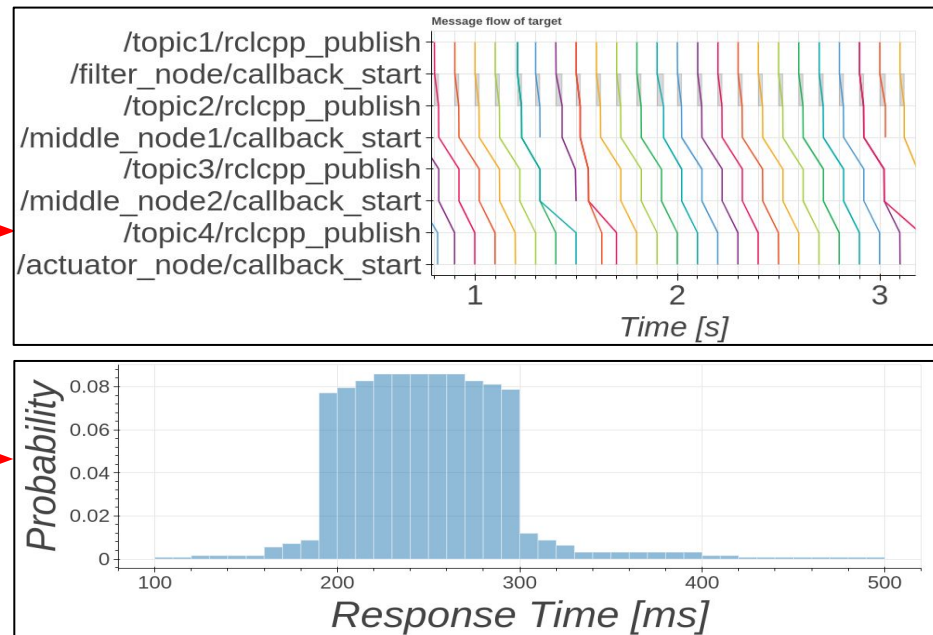 Message flow of target
/topic1/rclcpp_publish
/filter_node/callback_start
/topic2/rclcpp_publish
/middle_node1/callback_start
/topic3/rclcpp_publish
/middle_node2/callback_start
/topic4/rclcpp_publish
/actuator_node/callback_start
1 2 3
Time [s]
Probability
0.08
0.06
0.04
0.02
0
100 200 300 400 500
Response Time [ms]